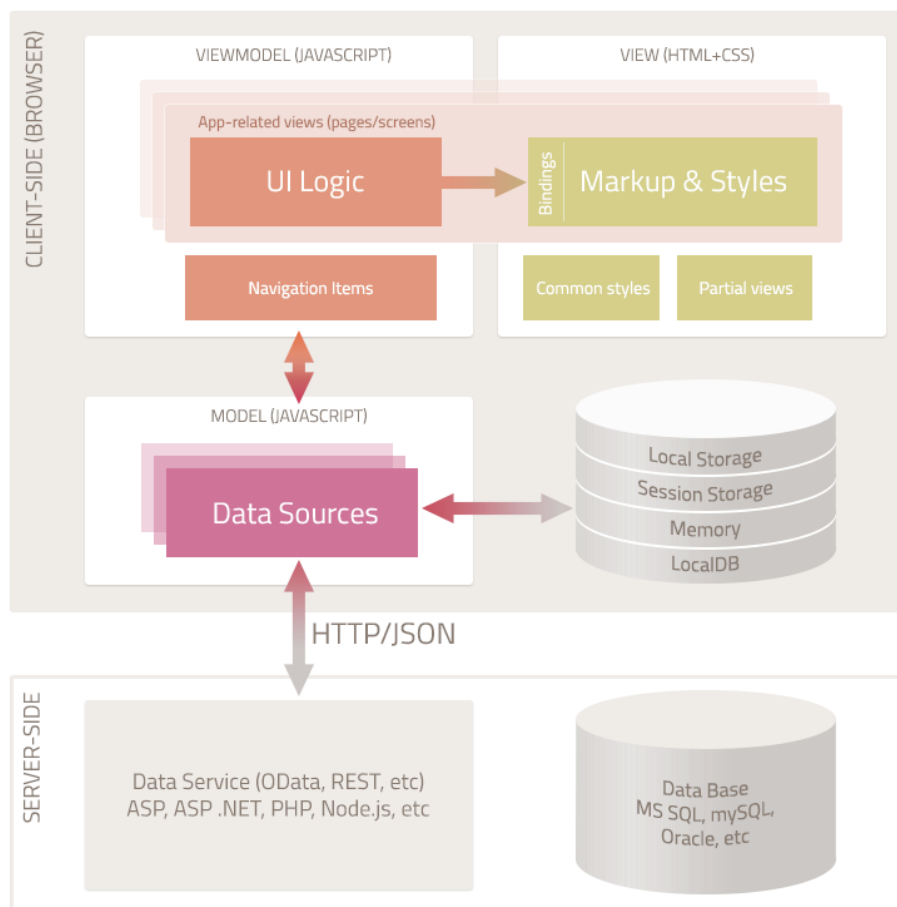 CLIENT-SIDE (BROWSER)
VIEWMODEL (JAVASCRIPT)
VIEW (HTML+CSS)
App-related views (pages/screens)
UI Logic
Bindings
Markup & Styles
Navigation Items
Common styles
Partial views
MODEL (JAVASCRIPT)
Data Sources
Local Storage
Session Storage
Memory
LocalDB
HTTP/JSON
SERVER-SIDE
Data Service (OData, REST, etc)
ASP, ASP .NET, PHP, Node.js, etc
Data Base
MS SQL, mySQL,
Oracle, etc